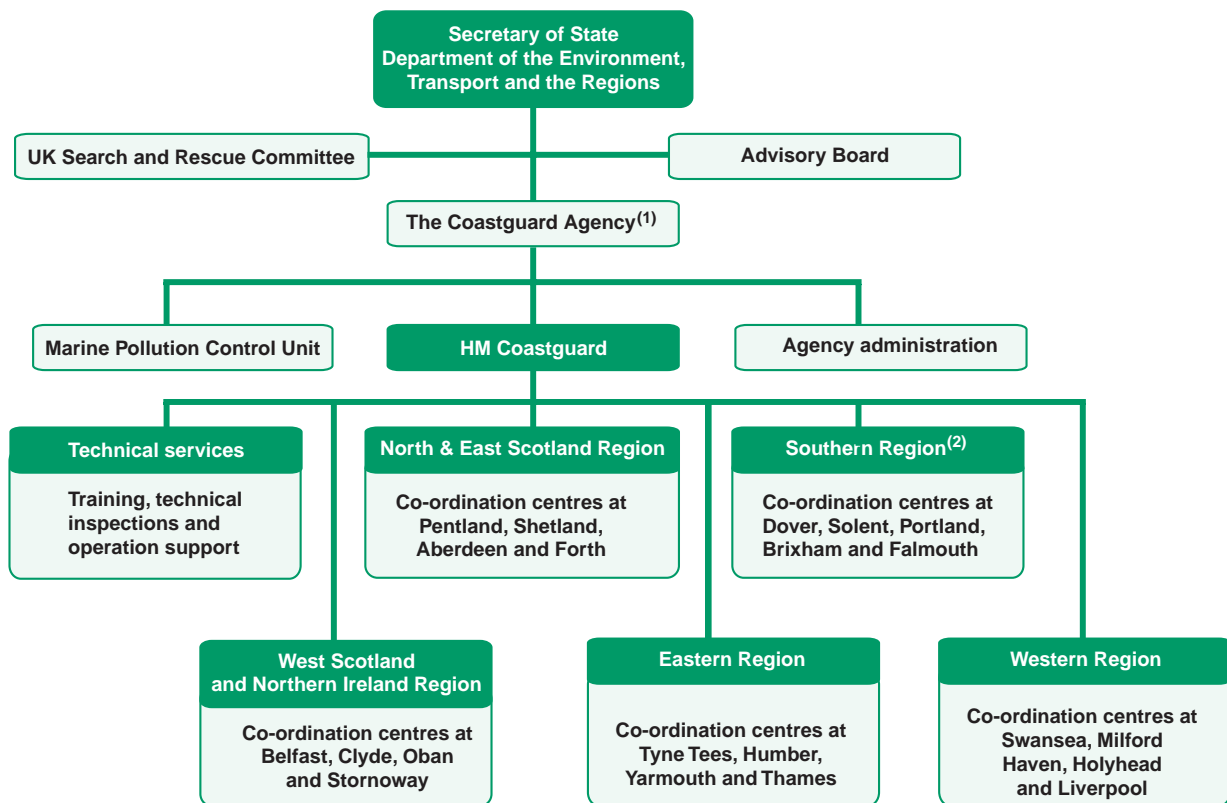 Secretary of State
Department of the Environment,
Transport and the Regions
UK Search and Rescue Committee
Advisory Board
The Coastguard Agency(1)
Marine Pollution Control Unit
HM Coastguard
Agency administration
Technical services
Training, technical
inspections and
operation support
North & East Scotland Region
Co-ordination centres at
Pentland, Shetland,
Aberdeen and Forth
Southern Region(2)
Co-ordination centres at
Dover, Solent, Portland,
Brixham and Falmouth
West Scotland
and Northern Ireland Region
Co-ordination centres at
Belfast, Clyde, Oban
and Stornoway
Eastern Region
Co-ordination centres at
Tyne Tees, Humber,
Yarmouth and Thames
Western Region
Co-ordination centres at
Swansea, Milford
Haven, Holyhead
and Liverpool